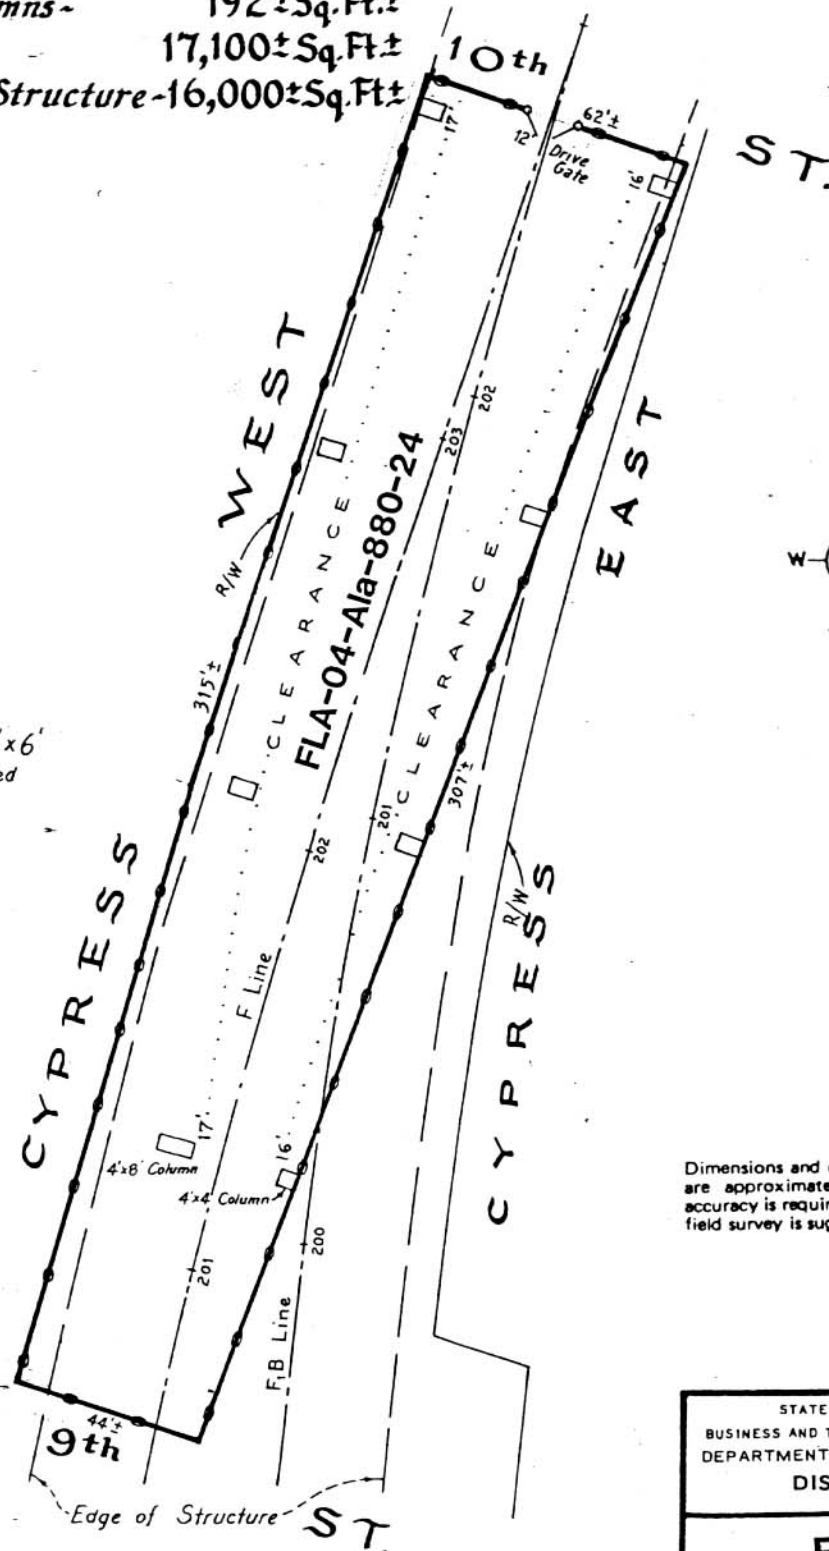 mns- 192±Sq.Ft.±
17,100±Sq.Ft±
Structure-16,000±Sq.Ft±
10th
ST.
17'
12'
Drive
Gate
62'±
16'
WEST
R/W
CLEARANCE
FLA-04-Ala-880-24
203
202
EAST
CLEARANCE
W
315'±
'x6'
ed
307'±
202
201
CYPRESS
R/W
CYPRESS
F Line
17'
4'x8' Column
16'
4'x4' Column
201
200
F,B Line
Dimensions and
are approximate
accuracy is requir
field survey is sug
44'±
9th
ST.
Edge of Structure
STATE
BUSINESS AND T
DEPARTMENT
DIS